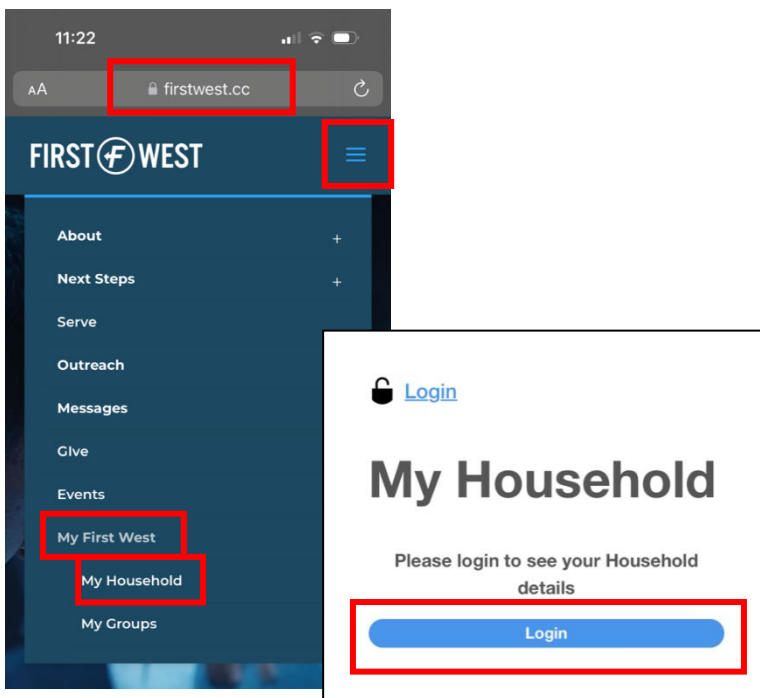 11:22
AA firstwest.cc
FIRST F WEST
About +
Next Steps +
Serve
Outreach
Messages
GIve
Events
My First West
My Household
My Groups
Login
My Household
Please login to see your Household
details
Login